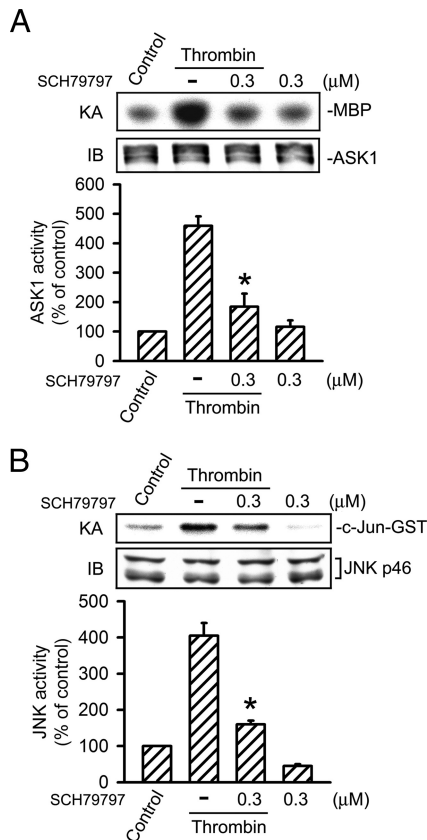 A
Control
Thrombin
SCH79797 - 0.3 0.3 (μM)
KA -MBP
IB -ASK1
600
500
400
300
200
100
0
ASK1 activity
(% of control)
SCH79797 - 0.3 0.3 (μM)
Control
Thrombin
B
Control
Thrombin
SCH79797 - 0.3 0.3 (μM)
KA -c-Jun-GST
IB JNK p46
500
400
300
200
100
0
JNK activity
(% of control)
*
*
SCH79797 - 0.3 0.3 (μM)
Control
Thrombin